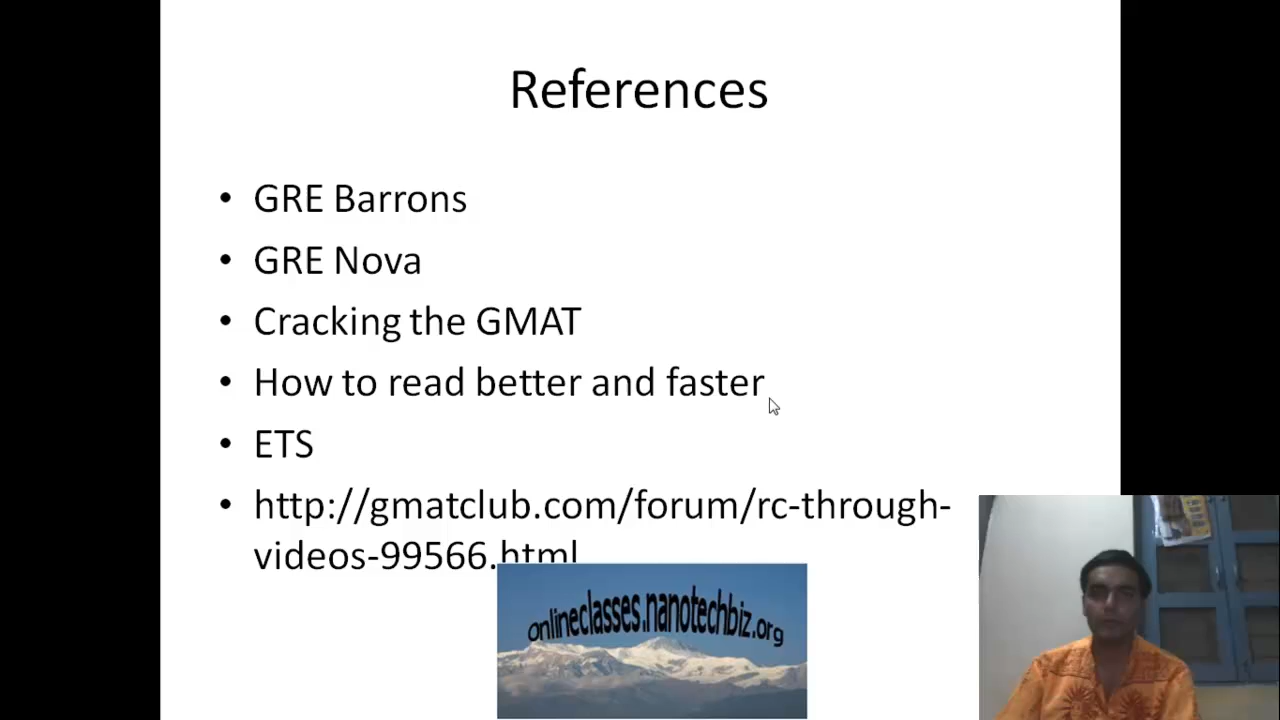 References
• GRE Barrons
• GRE Nova
• Cracking the GMAT
• How to read better and faster
• ETS
• http://gmatclub.com/forum/rc-through-
videos-99566.html
onlineclasses.nanotechbiz.org